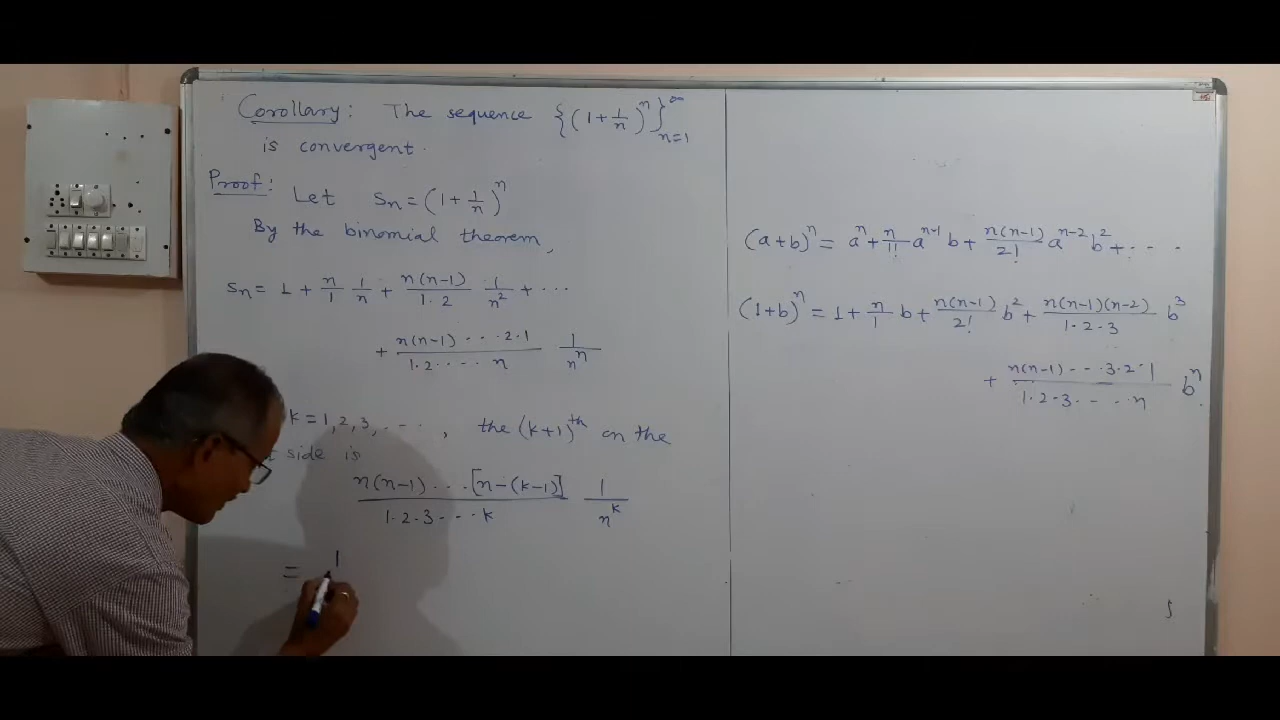 Corollary: The sequence {(1+1/n)^n}_{n=1}^∞
is convergent.
Proof: Let S_n = (1+1/n)^n
By the binomial theorem,
S_n = 1 + n/1 1/n + n(n-1)/1·2 1/n^2 + ···
+ n(n-1)···2·1/1·2···· n 1/n^n
k = 1,2,3,····, the (k+1)^th on the
side is
n(n-1)···[n-(k-1)]/1·2·3···k 1/n^k
= 1
(a+b)^n = a^n + n/1! a^{n-1} b + n(n-1)/2! a^{n-2} b^2 + ····
(1+b)^n = 1 + n/1 b + n(n-1)/2! b^2 + n(n-1)(n-2)/1·2·3 b^3
+ n(n-1)···3·2·1/1·2·3····n b^n.